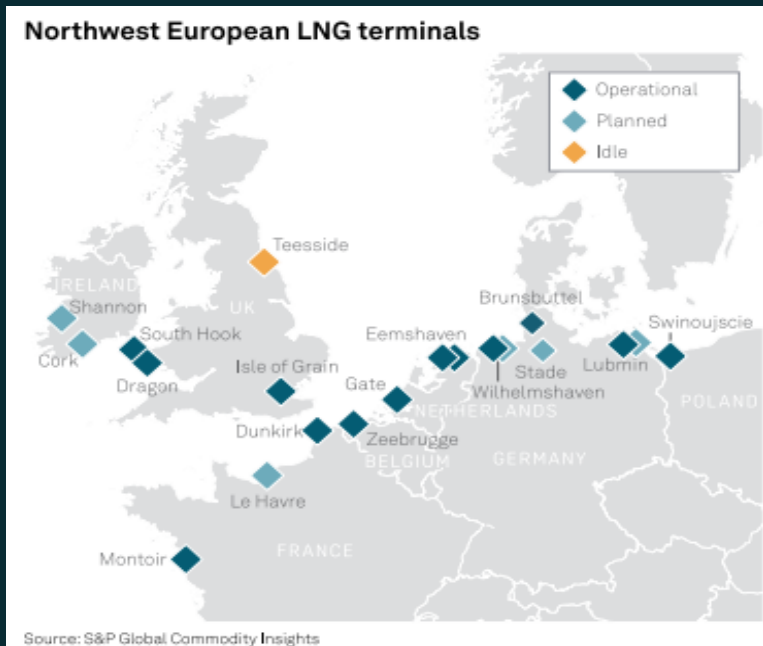 Northwest European LNG terminals
Operational
Planned
Idle
Teesside
IRELAND
Shannon
UK
Brunsbuttel
Cork
South Hook
Eemshaven
Swinoujscie
Dragon
Isle of Grain
Gate
Stade
Lubmin
Wilhelmshaven
NETHERLANDS
POLAND
Dunkirk
Zeebrugge
BELGIUM
GERMANY
Le Havre
FRANCE
Montoir
Source: S&P Global Commodity Insights